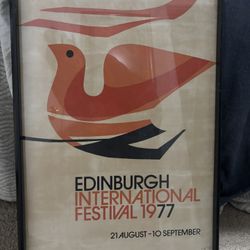 EDINBURGH
INTERNATIONAL
FESTIVAL 1977
21 AUGUST-10 SEPTEMBER